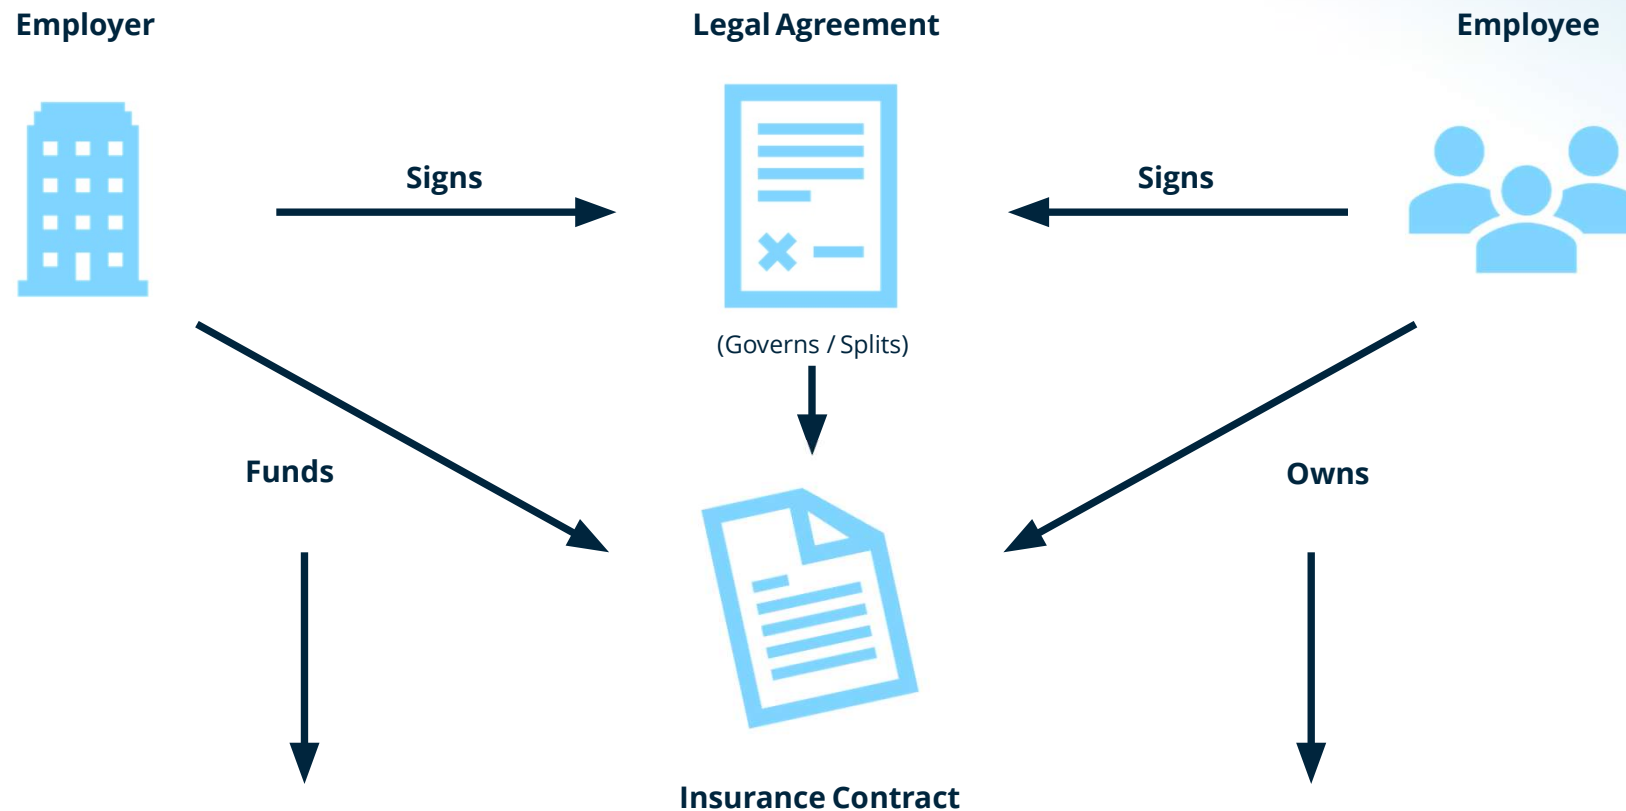 Employer
Legal Agreement
Employee
Signs
Signs
(Governs / Splits)
Funds
Owns
Insurance Contract